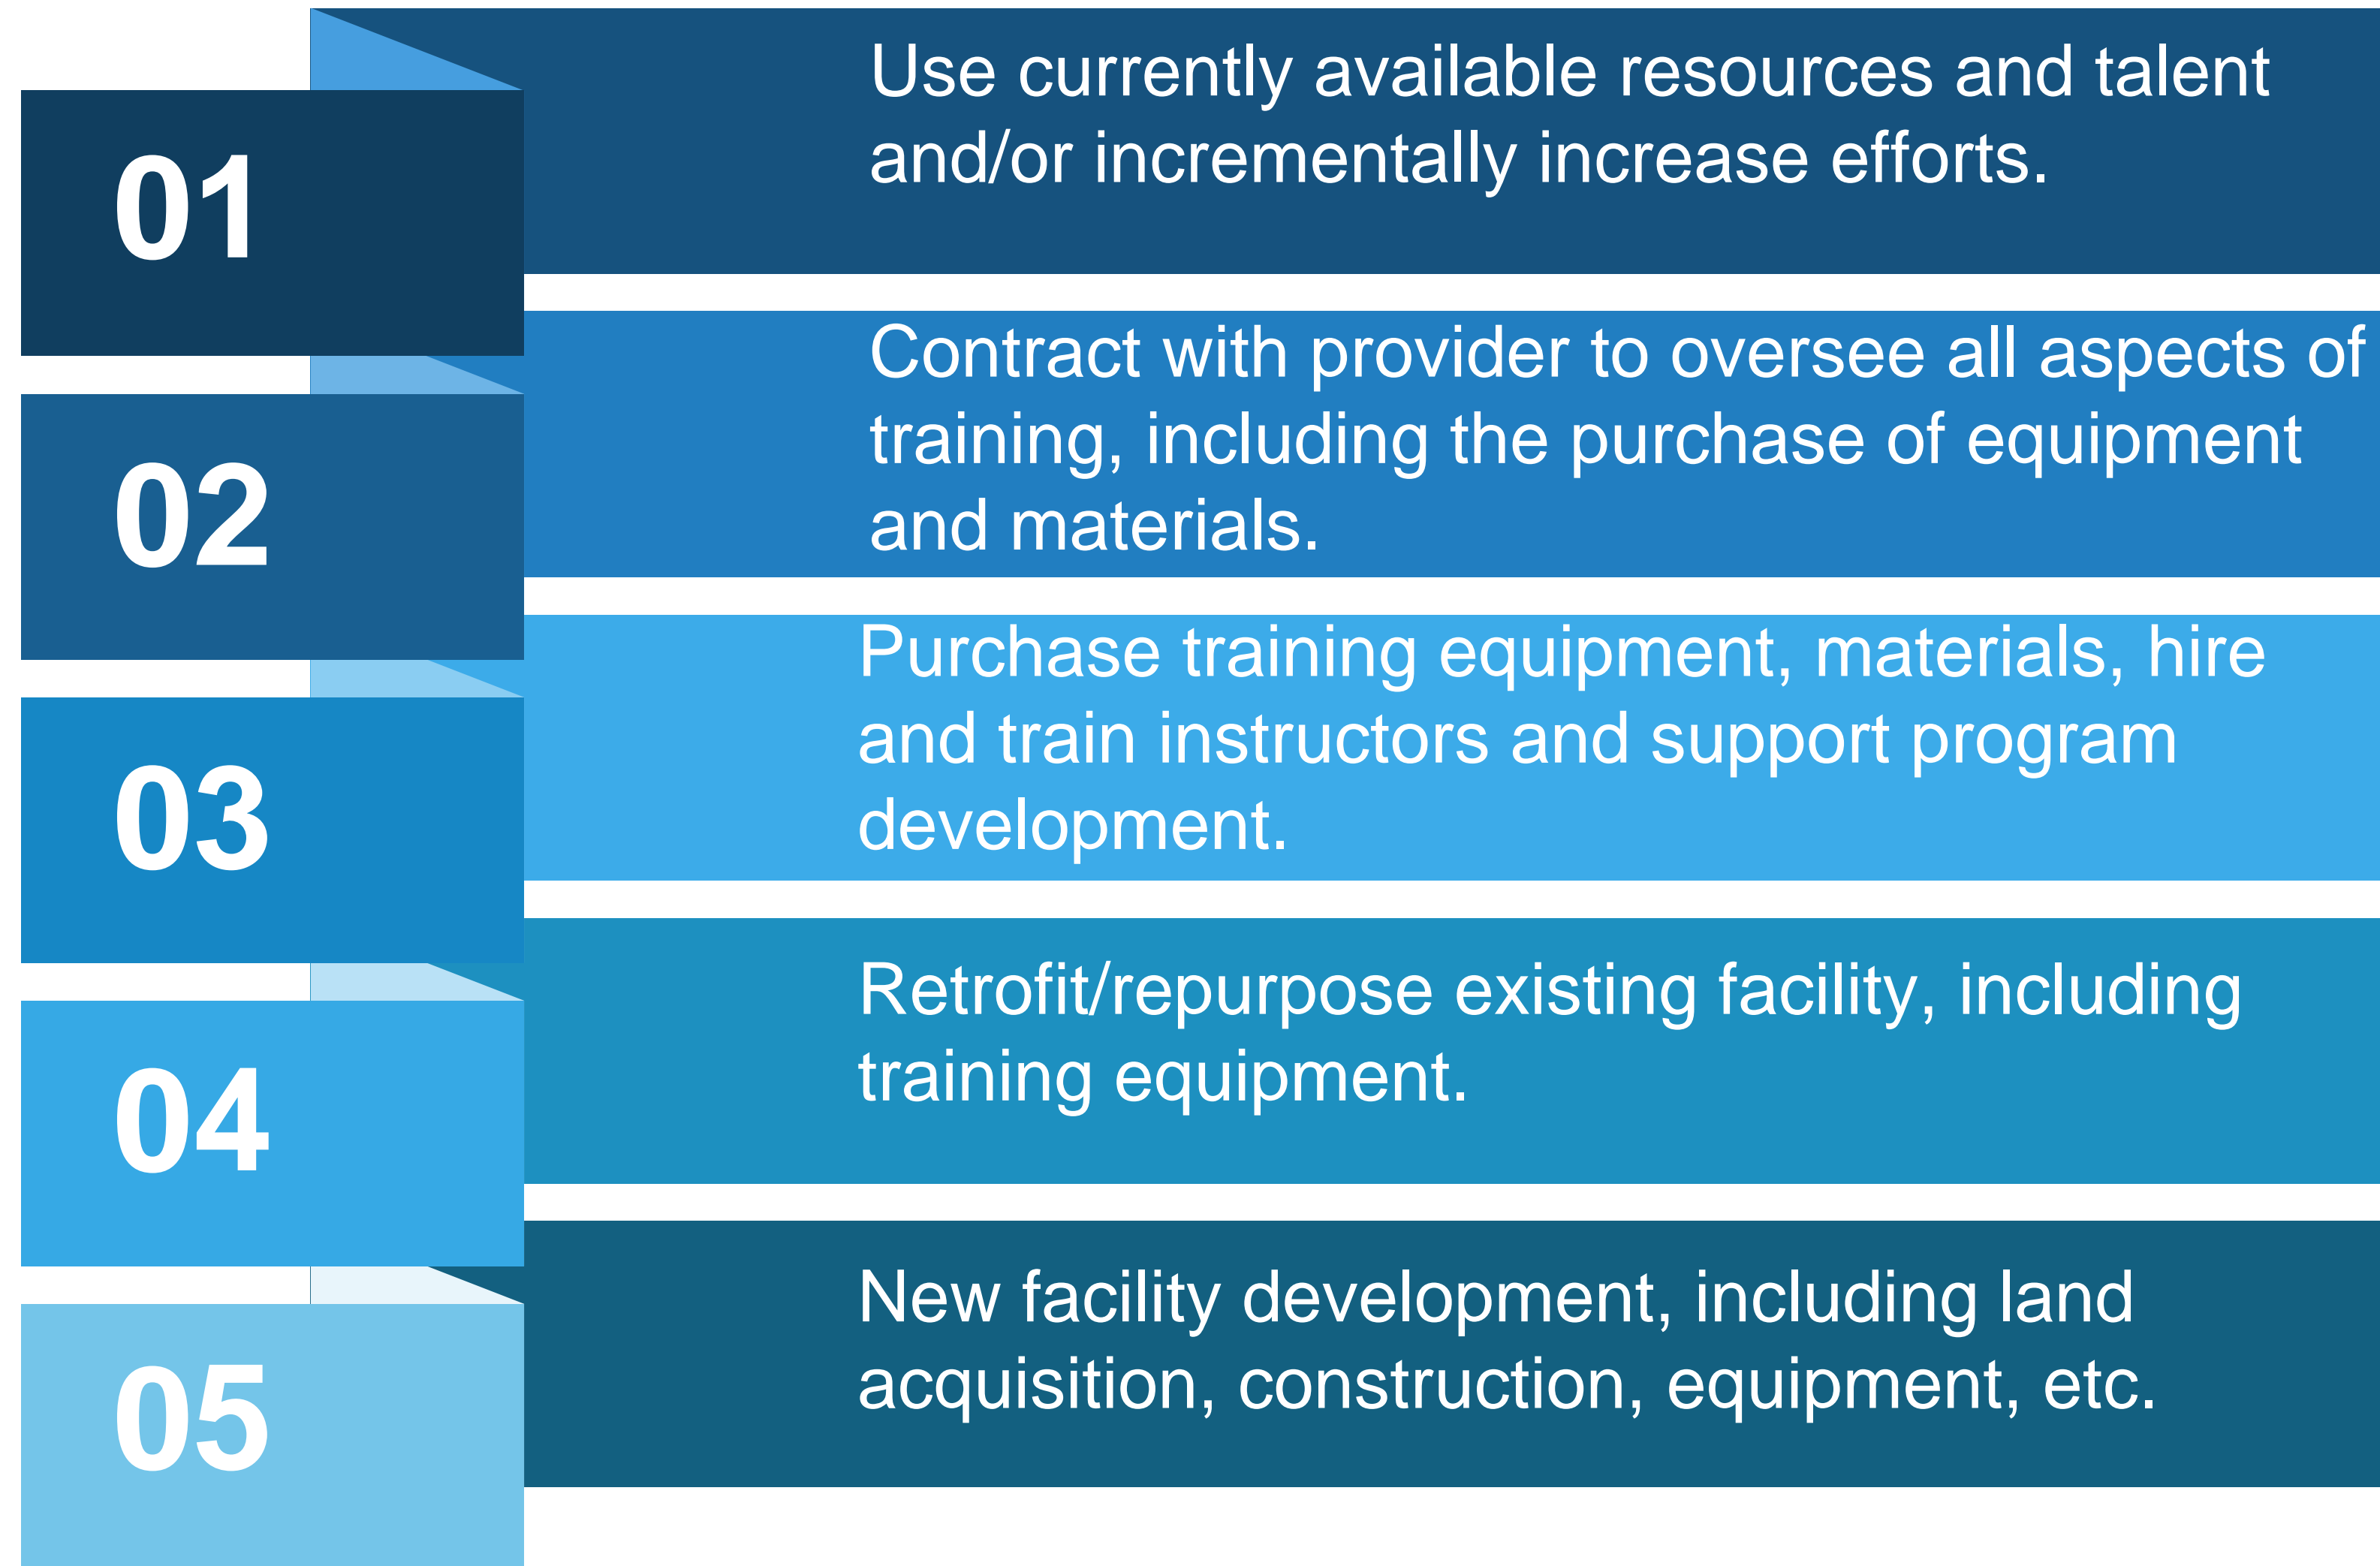 01
Use currently available resources and talent
and/or incrementally increase efforts.
02
Contract with provider to oversee all aspects of
training, including the purchase of equipment
and materials.
03
Purchase training equipment, materials, hire
and train instructors and support program
development.
04
Retrofit/repurpose existing facility, including
training equipment.
05
New facility development, including land
acquisition, construction, equipment, etc.